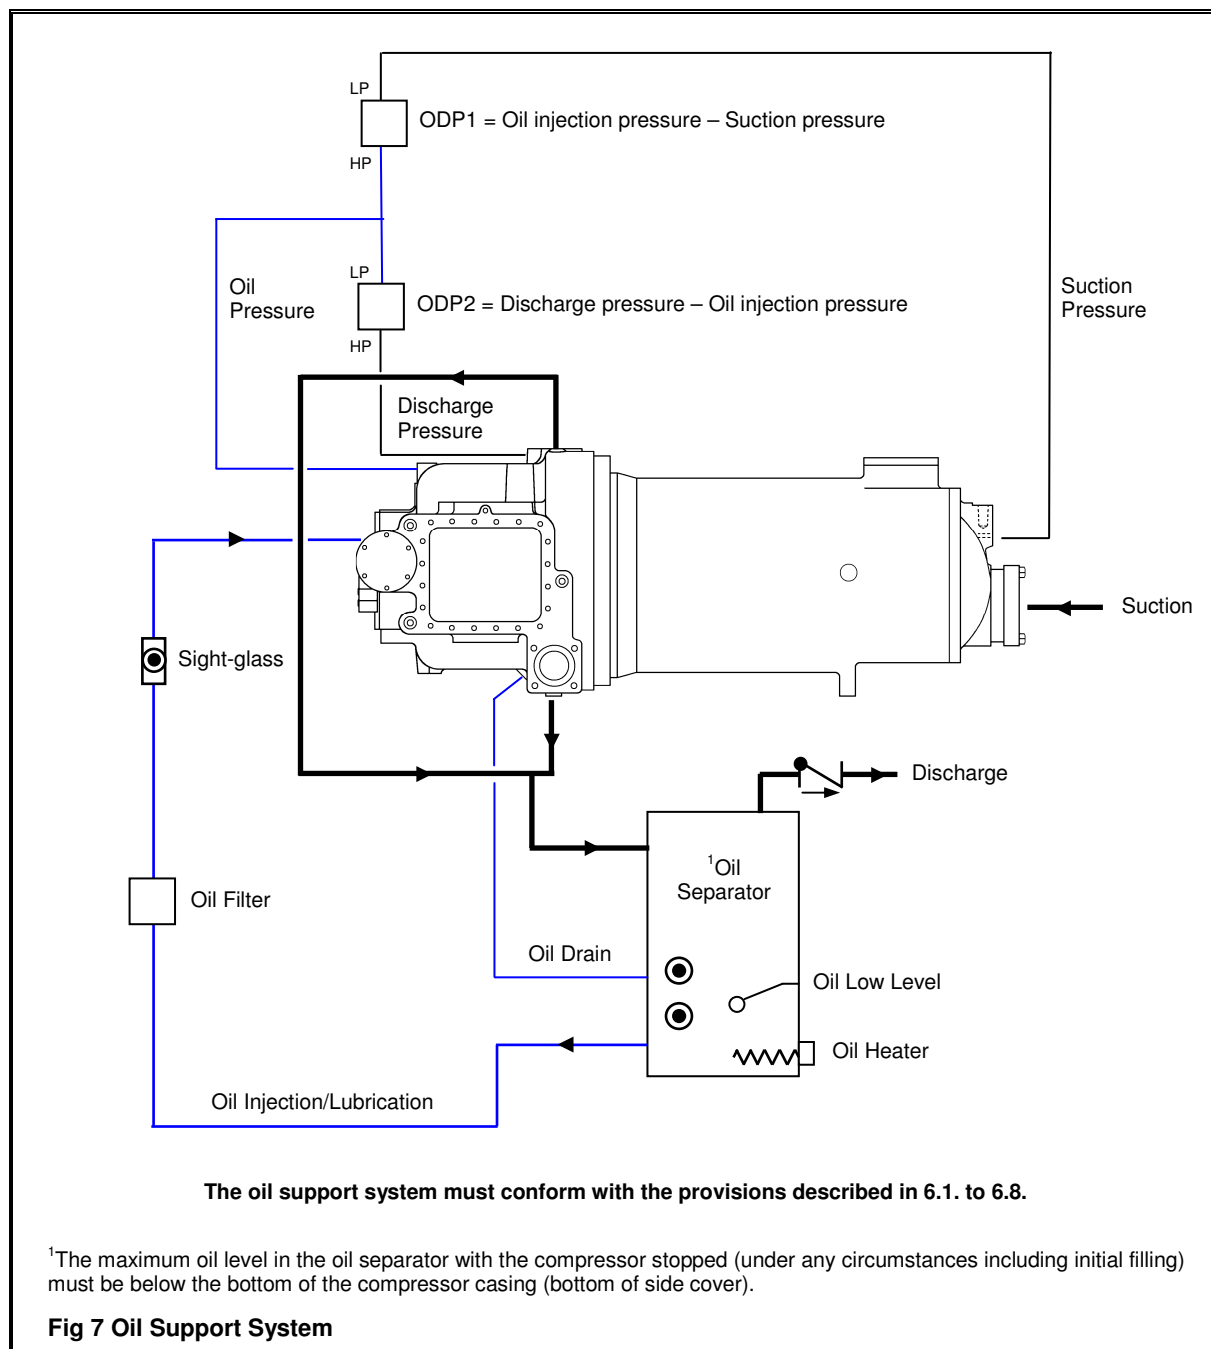 LP
ODP1 = Oil injection pressure – Suction pressure
HP
LP
Oil
Pressure
ODP2 = Discharge pressure – Oil injection pressure
Suction
Pressure
HP
Discharge
Pressure
Suction
Sight-glass
Discharge
1Oil
Separator
Oil Filter
Oil Drain
Oil Low Level
Oil Heater
Oil Injection/Lubrication
The oil support system must conform with the provisions described in 6.1. to 6.8.
1The maximum oil level in the oil separator with the compressor stopped (under any circumstances including initial filling)
must be below the bottom of the compressor casing (bottom of side cover).
Fig 7 Oil Support System